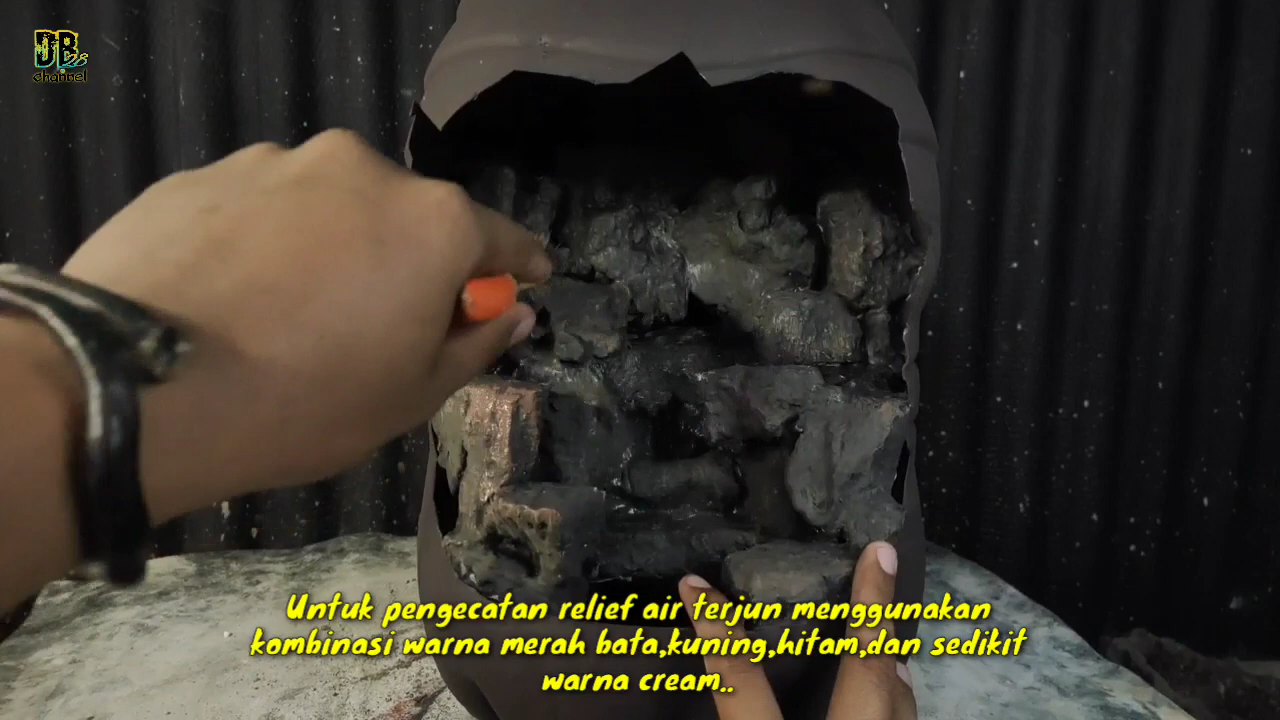 DB
channel
Untuk pengecatan relief air terjun menggunakan
kombinasi warna merah bata,kuning,hitam,dan sedikit
warna cream..